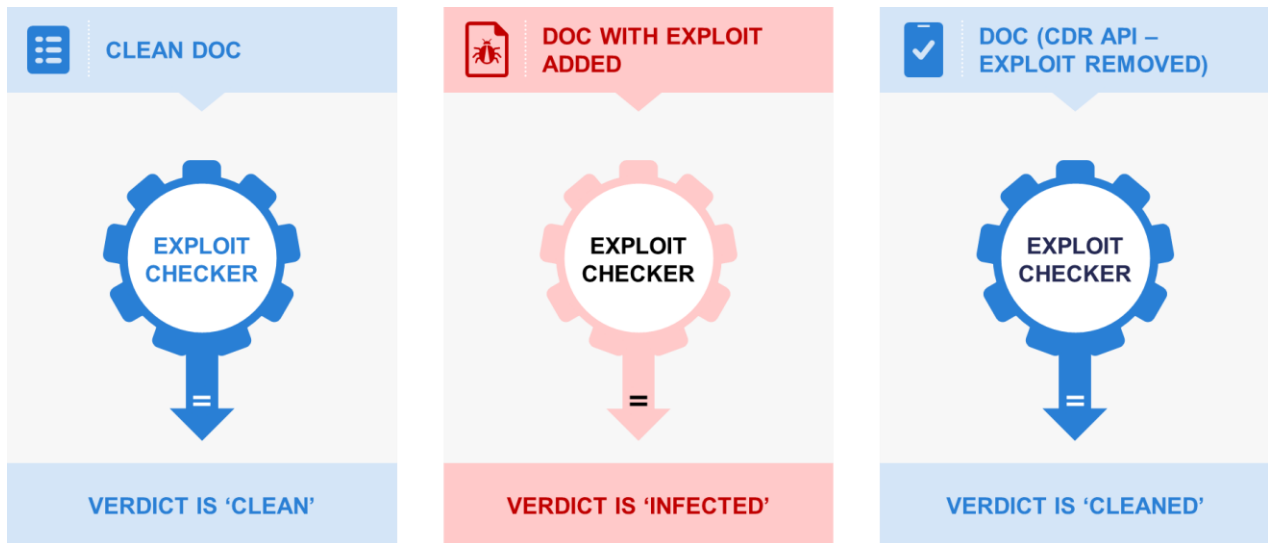 CLEAN DOC
EXPLOIT
CHECKER
=
VERDICT IS ‘CLEAN’
DOC WITH EXPLOIT
ADDED
EXPLOIT
CHECKER
=
VERDICT IS ‘INFECTED’
DOC (CDR API –
EXPLOIT REMOVED)
EXPLOIT
CHECKER
=
VERDICT IS ‘CLEANED’